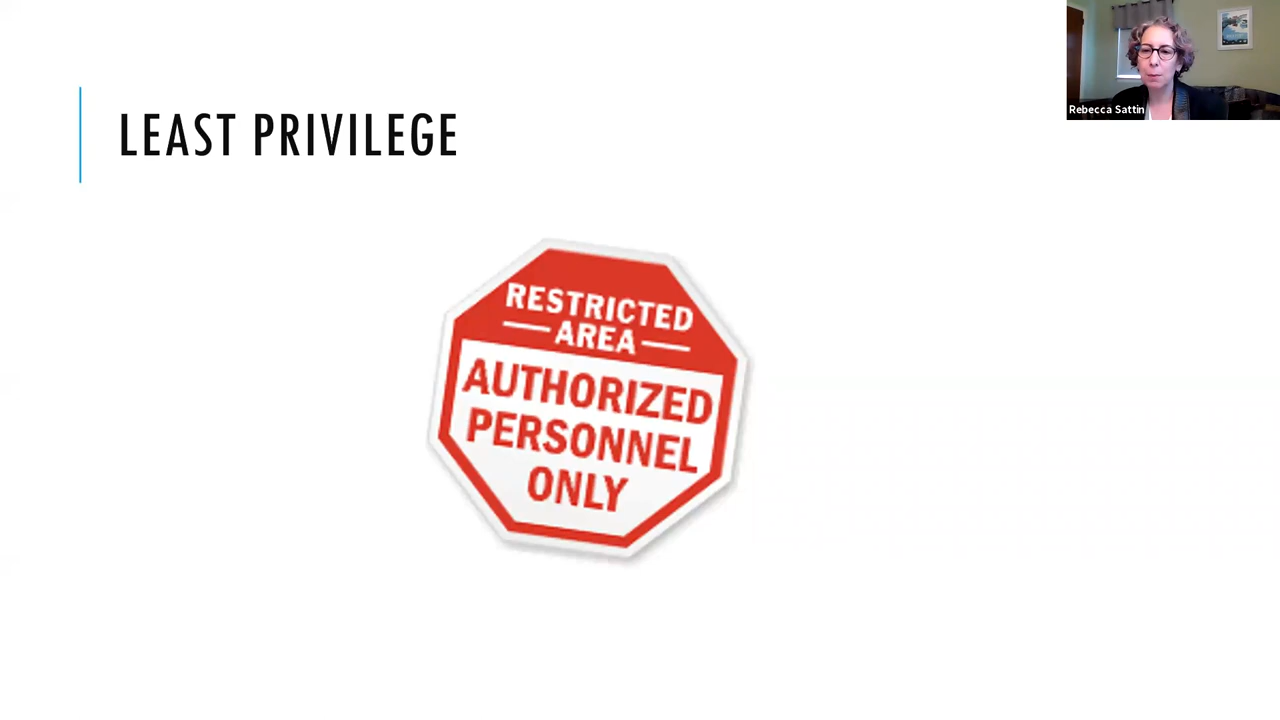 LEAST PRIVILEGE
Rebecca Sattin
RESTRICTED
AREA
AUTHORIZED
PERSONNEL
ONLY